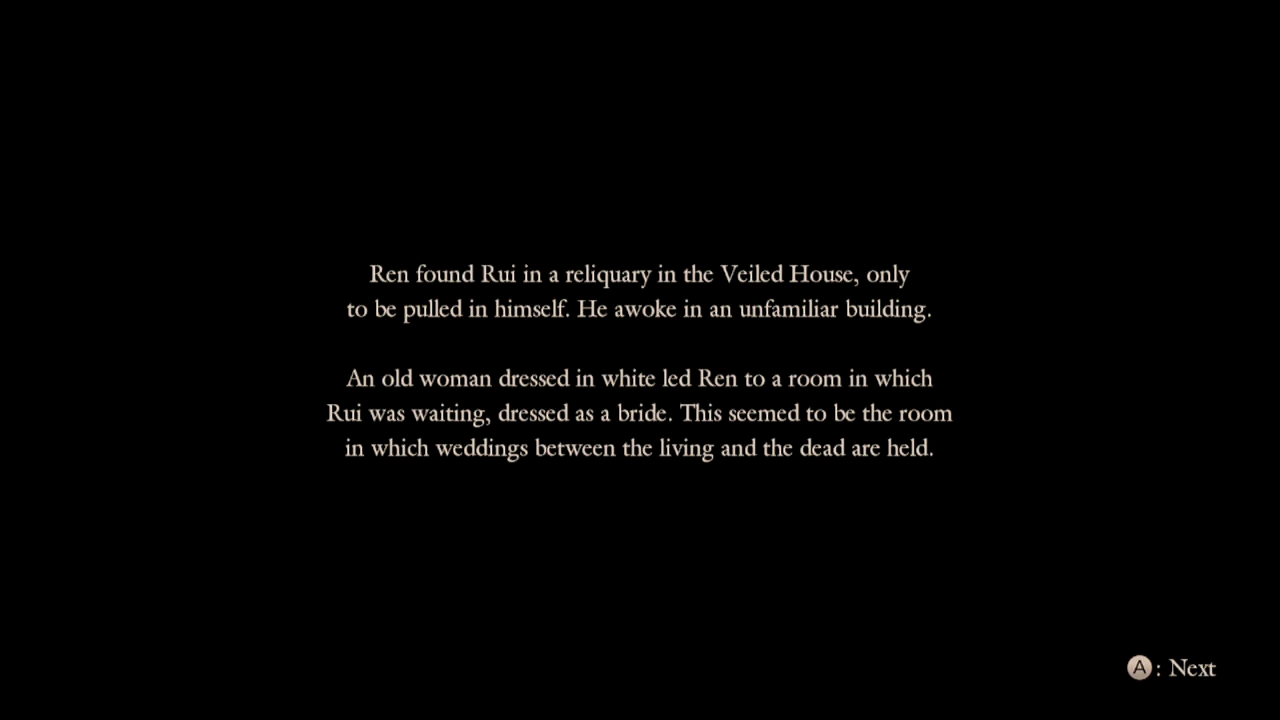 Ren found Rui in a reliquary in the Veiled House, only
to be pulled in himself. He awoke in an unfamiliar building.
An old woman dressed in white led Ren to a room in which
Rui was waiting, dressed as a bride. This seemed to be the room
in which weddings between the living and the dead are held.
A : Next